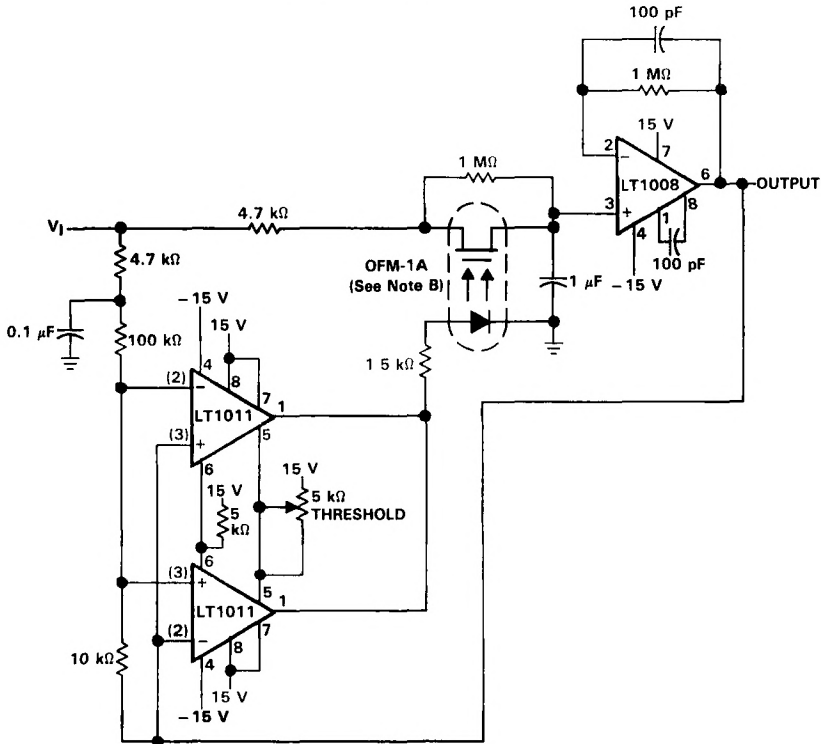 100 pF
1 MΩ
15 V
2
7
1 MΩ
−
6
LT1008
OUTPUT
VI
4.7 kΩ
3
+
8
1
4
4.7 kΩ
OFM-1A
(See Note B)
100 pF
1 μF
−15 V
−15 V
0.1 μF
15 V
100 kΩ
4
1 5 kΩ
(2)
−
8
7
1
LT1011
(3)
+
5
6
15 V
15 V
5 kΩ
5
kΩ
THRESHOLD
6
(3)
+
5
1
LT1011
(2)
−
7
8
10 kΩ
4
15 V
−15 V